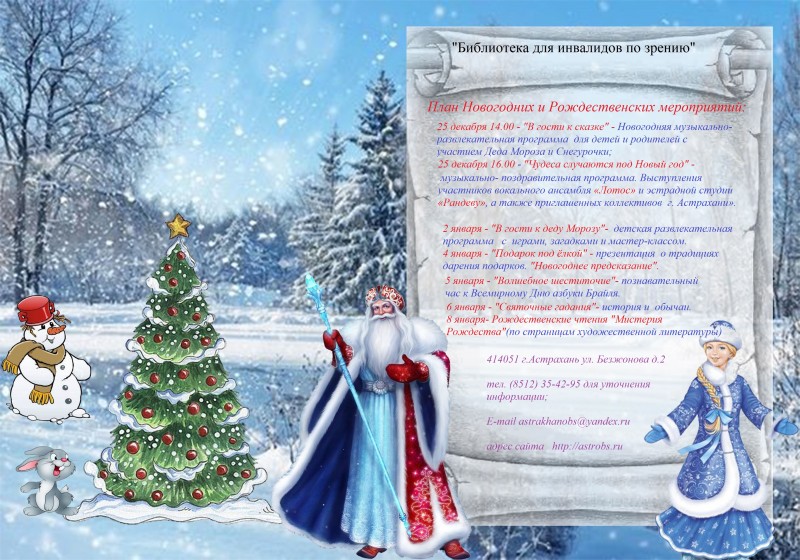 "Библиотека для инвалидов по зрению"
План Новогодних и Рождественских мероприятий:
25 декабря 14.00 - "В гости к сказке" - Новогодняя музыкально-
развлекательная программа для детей и родителей с
участием Деда Мороза и Снегурочки;
25 декабря 16.00 - "Чудеса случаются под Новый год" -
музыкально- поздравительная программа. Выступления
участников вокального ансамбля «Лотос» и эстрадной студии
«Рандеву», а также приглашенных коллективов г. Астрахани».
2 января - "В гости к деду Морозу"- детская развлекательная
программа с играми, загадками и мастер-классом.
4 января - "Подарок под ёлкой" - презентация о традициях
дарения подарков. "Новогоднее предсказание".
5 января - "Волшебное шеститочие"- познавательный
час к Всемирному Дню азбуки Брайля.
6 января - "Святочные гадания"- история и обычаи.
8 января- Рождественские чтения "Мистерия
Рождества"(по страницам художественной литературы)
414051 г.Астрахань ул. Безжонова д.2
тел. (8512) 35-42-95 для уточнения
информации;
E-mail astrakhanobs@yandex.ru
адрес сайта http://astrobs.ru